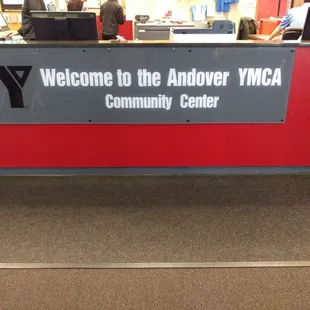 Welcome to the Andover YMCA
Community Center